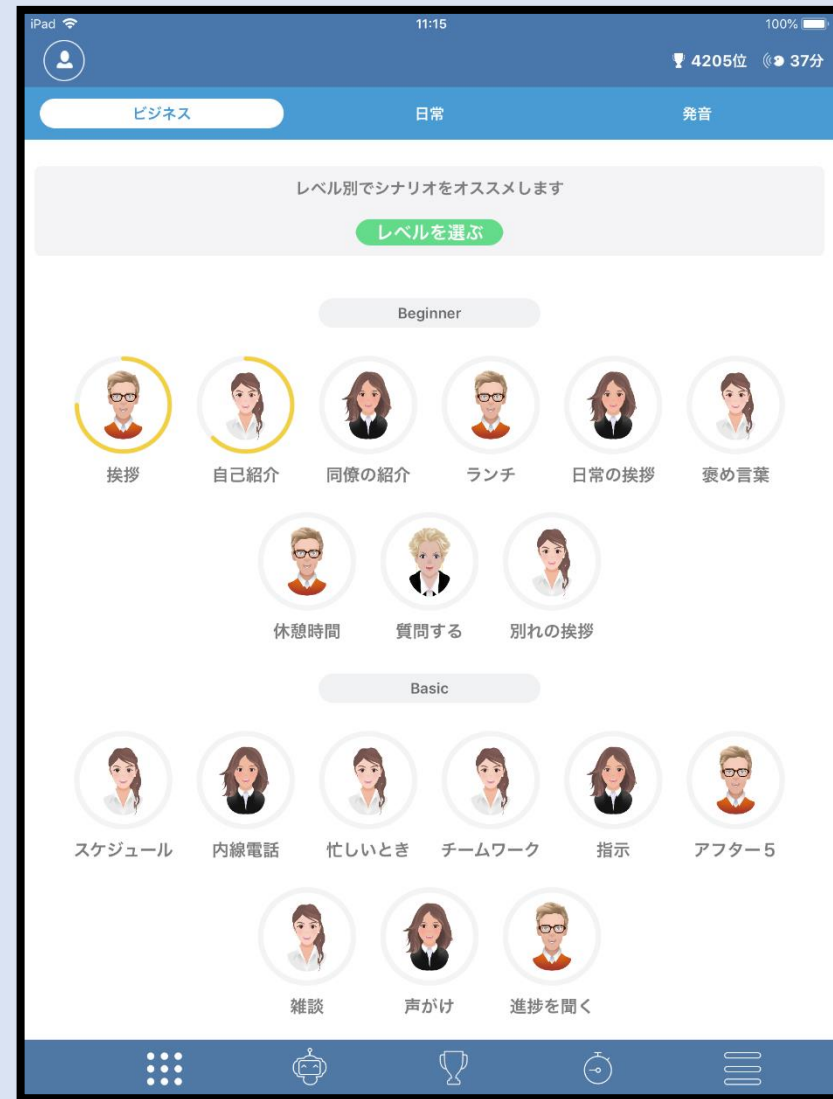 iPad 11:15 100%
4205位 37分
ビジネス 日常 発音
レベル別でシナリオをオススメします
レベルを選ぶ
Beginner
挨拶 自己紹介 同僚の紹介 ランチ 日常の挨拶 褒め言葉
休憩時間 質問する 別れの挨拶
Basic
スケジュール 内線電話 忙しいとき チームワーク 指示 アフター5
雑談 声がけ 進捗を聞く